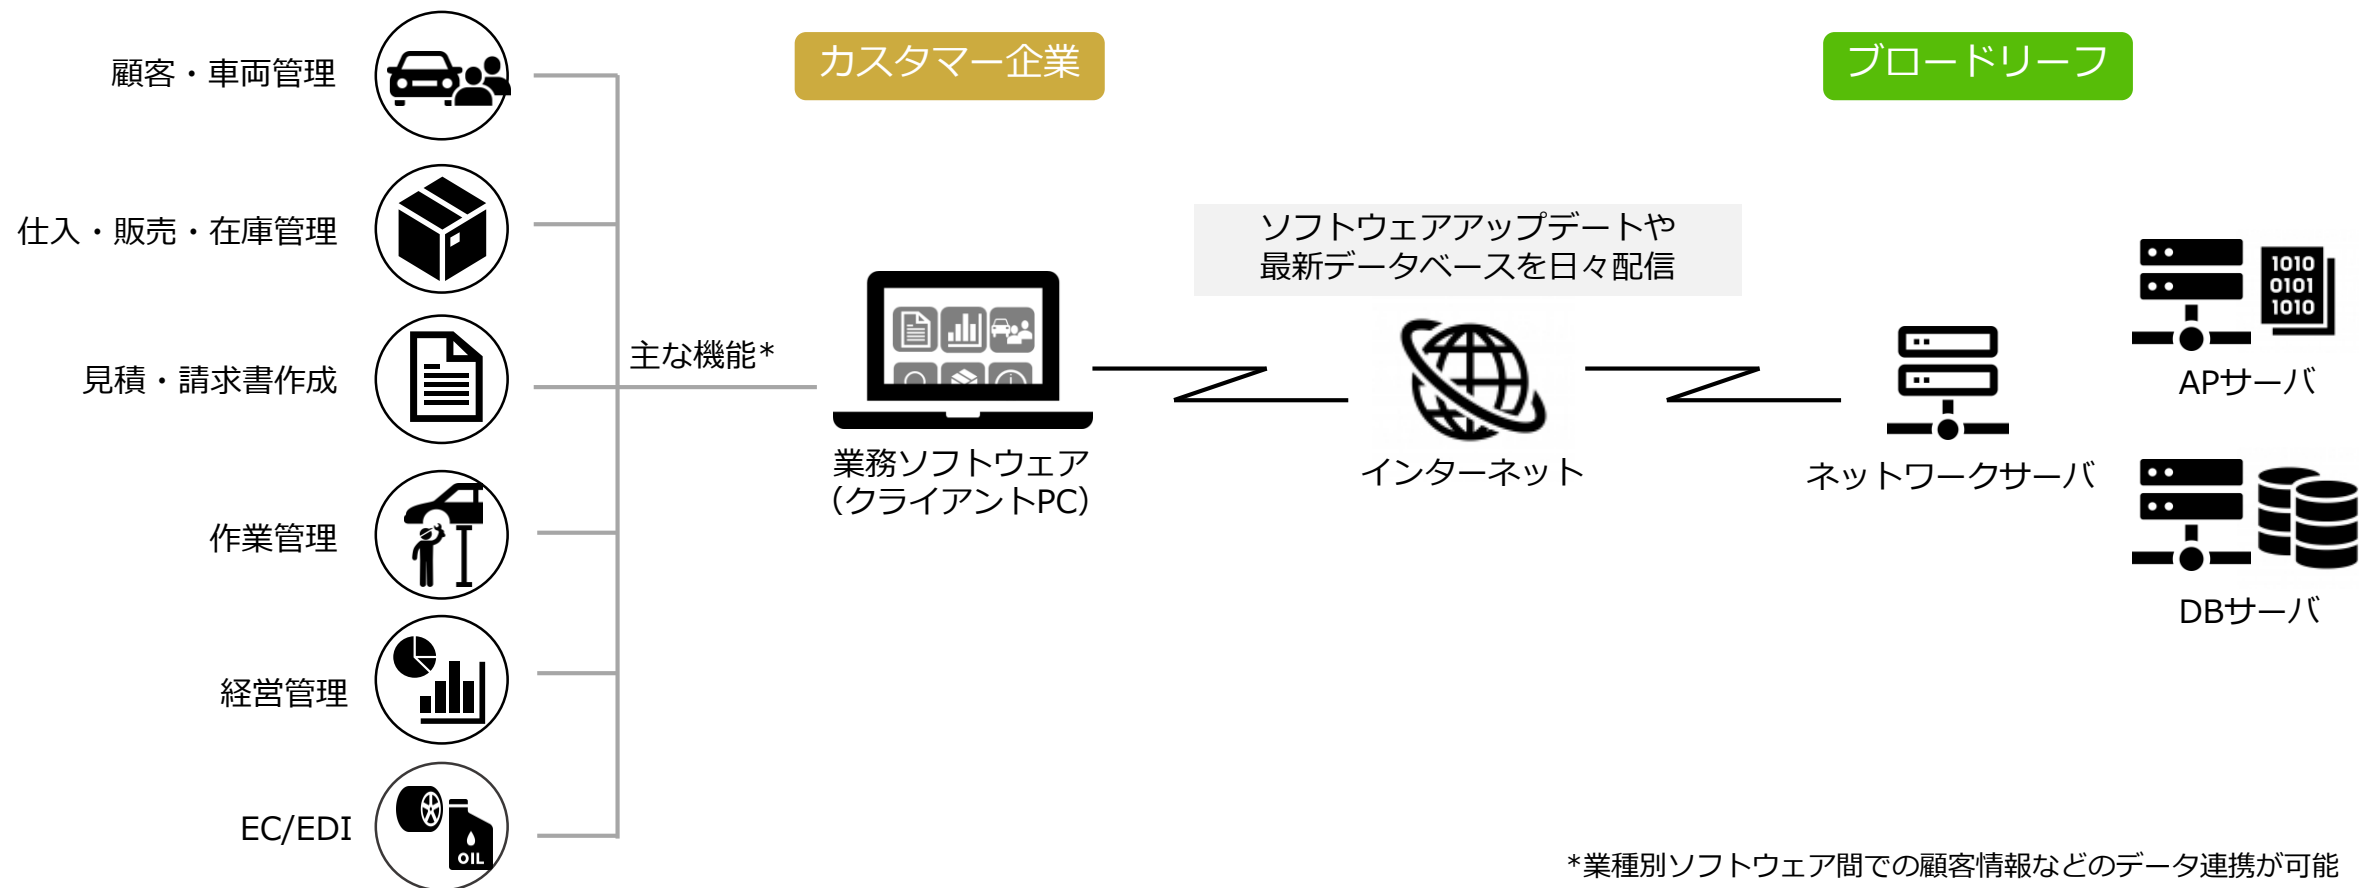 カスタマー企業
ブロードリーフ
顧客・車両管理
仕入・販売・在庫管理
見積・請求書作成
作業管理
経営管理
EC/EDI
OIL
主な機能*
業務ソフトウェア
（クライアントPC）
ソフトウェアアップデートや
最新データベースを日々配信
インターネット
ネットワークサーバ
1010
0101
1010
APサーバ
DBサーバ
*業種別ソフトウェア間での顧客情報などのデータ連携が可能